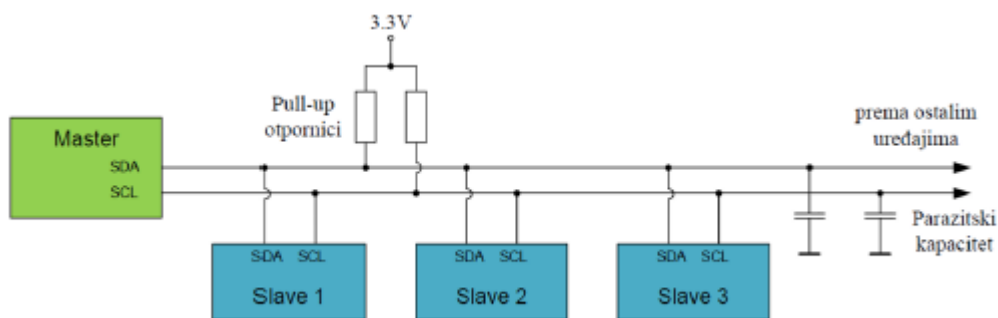 3.3V
Pull-up
otpornici
Master
SDA
SCL
prema ostalim
uređajima
Parazitski
kapacitet
SDA SCL
Slave 1
SDA SCL
Slave 2
SDA SCL
Slave 3